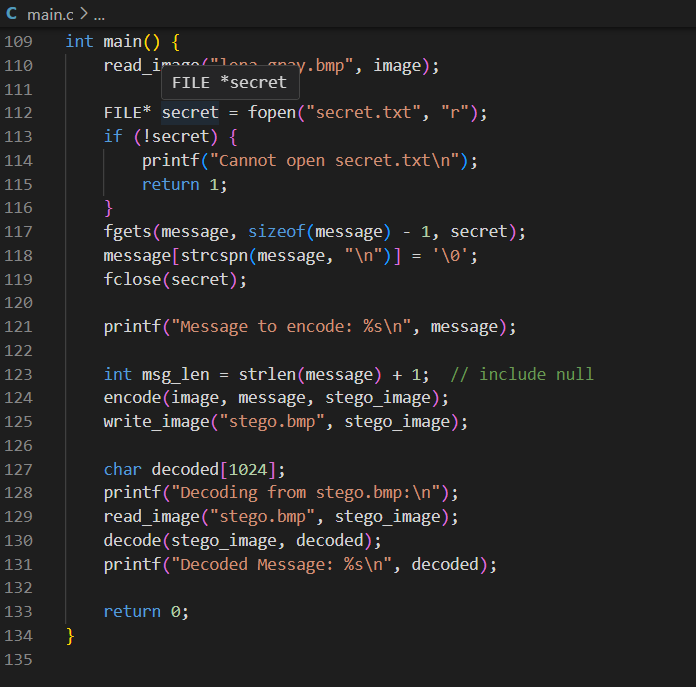 C main.c > ...
109 int main() {
110     read_image("lena_gray.bmp", image);
FILE *secret
111
112     FILE* secret = fopen("secret.txt", "r");
113     if (!secret) {
114         printf("Cannot open secret.txt\n");
115         return 1;
116     }
117     fgets(message, sizeof(message) - 1, secret);
118     message[strcspn(message, "\n")] = '\0';
119     fclose(secret);
120
121     printf("Message to encode: %s\n", message);
122
123     int msg_len = strlen(message) + 1;  // include null
124     encode(image, message, stego_image);
125     write_image("stego.bmp", stego_image);
126
127     char decoded[1024];
128     printf("Decoding from stego.bmp:\n");
129     read_image("stego.bmp", stego_image);
130     decode(stego_image, decoded);
131     printf("Decoded Message: %s\n", decoded);
132
133     return 0;
134 }
135